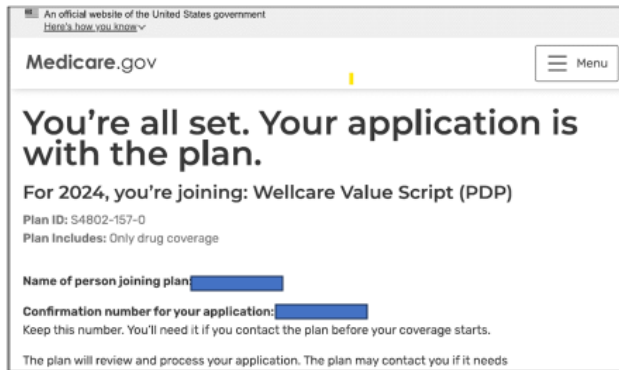 An official website of the United States government
Here's how you know
Medicare.gov
Menu
You're all set. Your application is
with the plan.
For 2024, you're joining: Wellcare Value Script (PDP)
Plan ID: S4802-157-0
Plan Includes: Only drug coverage
Name of person joining plan:
Confirmation number for your application:
Keep this number. You'll need it if you contact the plan before your coverage starts.
The plan will review and process your application. The plan may contact you if it needs